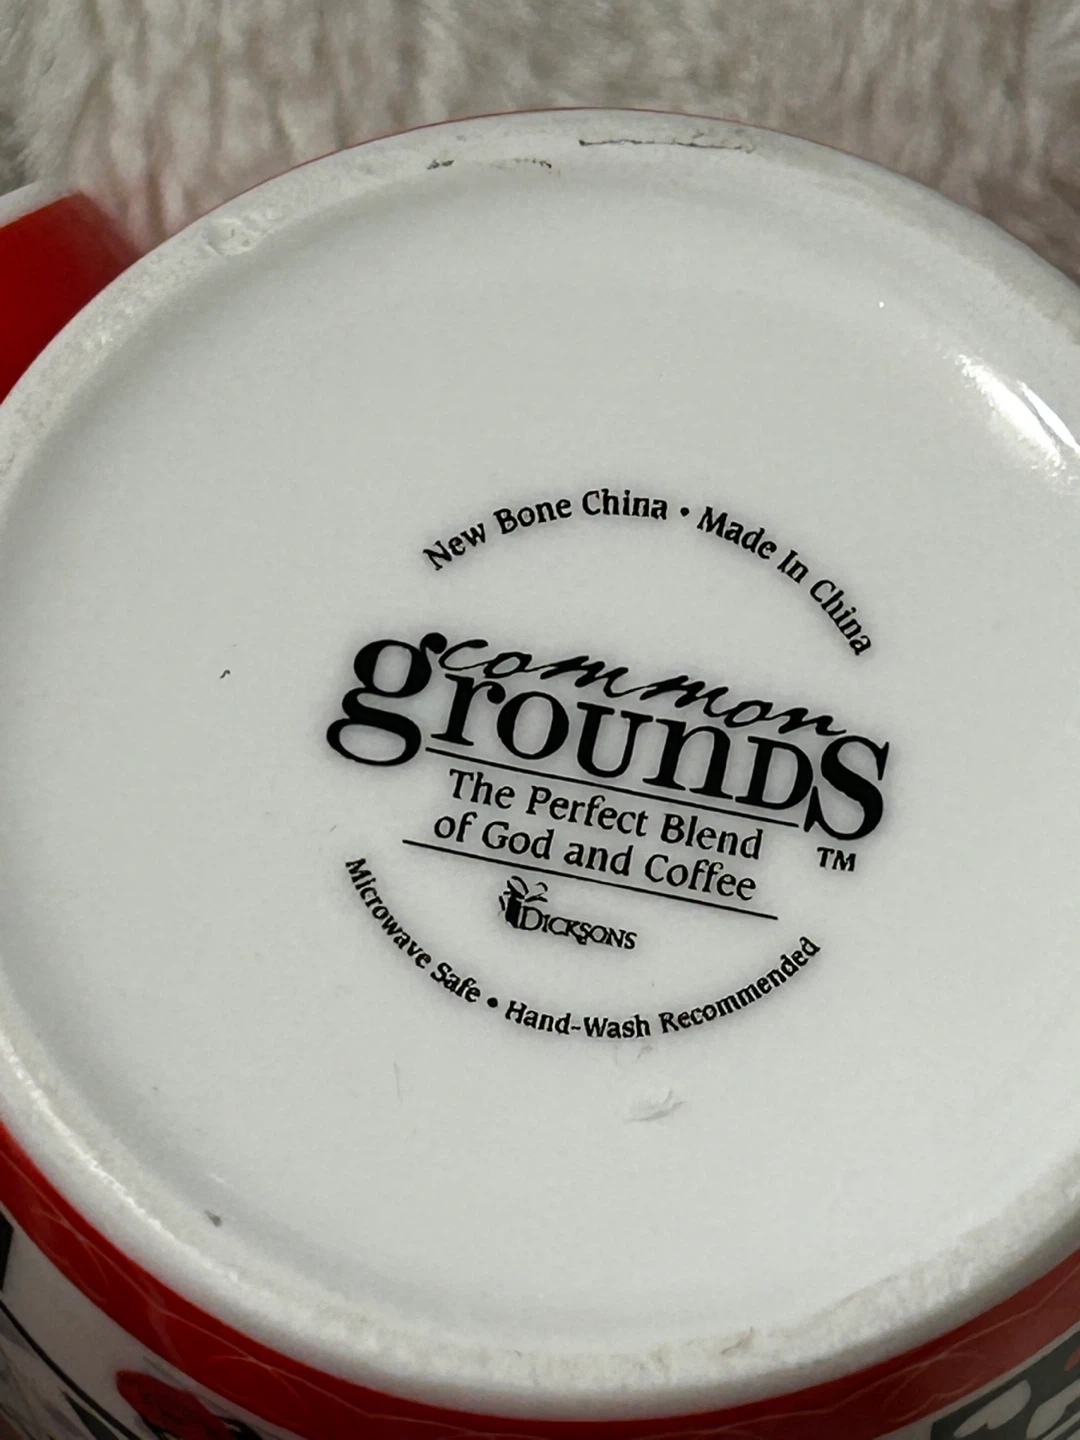 New Bone China • Made In China
common
grounDS
The Perfect Blend
of God and Coffee
TM
DICKSONS
Microwave Safe • Hand-Wash Recommended